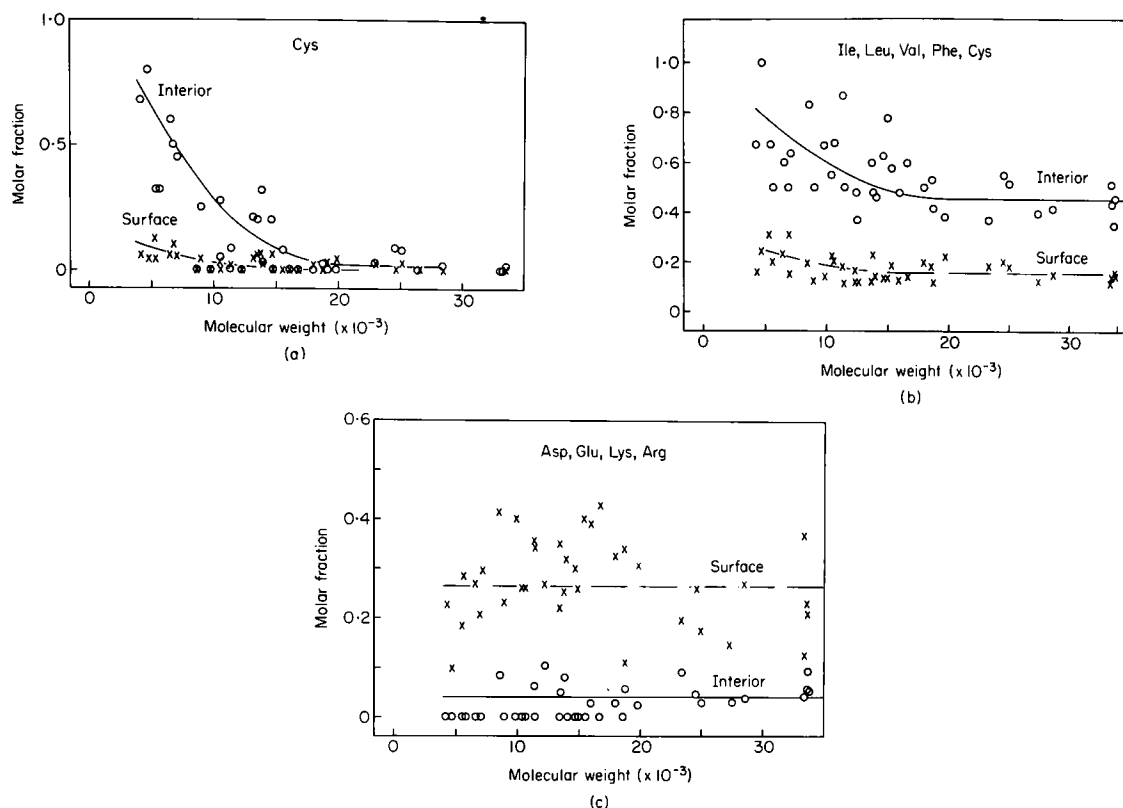 1·0
Cys
Interior
0·5
Surface
0
Molar fraction
0 10 20 30
Molecular weight (×10⁻³)
(a)
Ile, Leu, Val, Phe, Cys
1·0
0·8
0·6
Interior
0·4
Surface
0·2
0
Molar fraction
0 10 20 30
Molecular weight (×10⁻³)
(b)
0·6
Asp, Glu, Lys, Arg
0·4
Surface
0·2
Interior
0
Molar fraction
0 10 20 30
Molecular weight (×10⁻³)
(c)